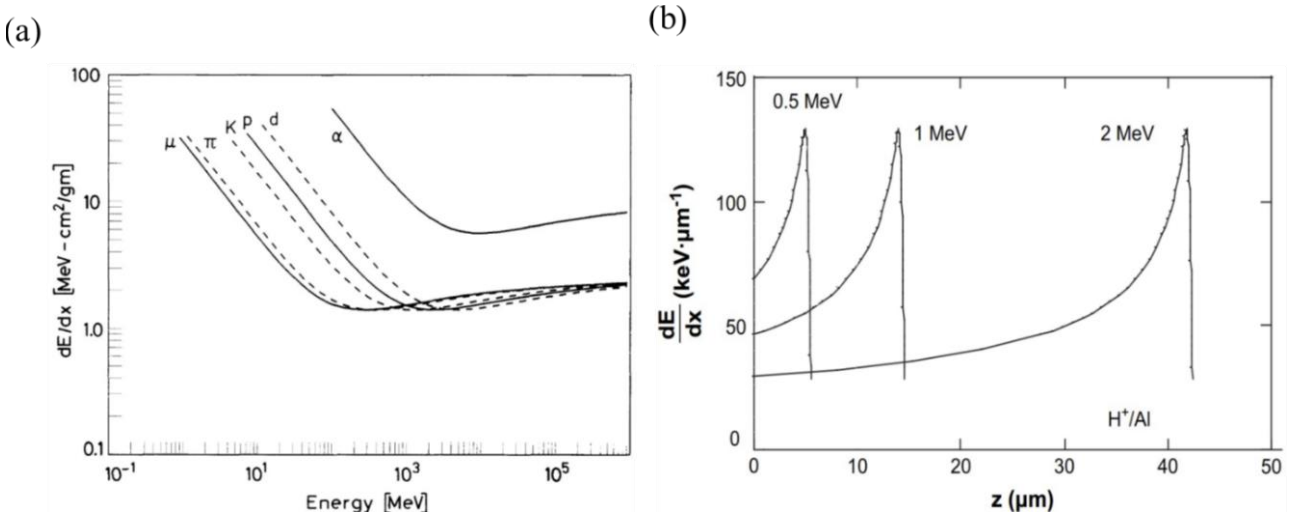 (a)
(b)
100
10
1.0
0.1
dE/dx [MeV – cm²/gm]
μ
π
K
p
d
α
10⁻¹ 10¹ 10³ 10⁵
Energy [MeV]
150
100
50
0
dE
dx
(keV·μm⁻¹)
0.5 MeV
1 MeV
2 MeV
H⁺/Al
0 10 20 30 40 50
z (μm)